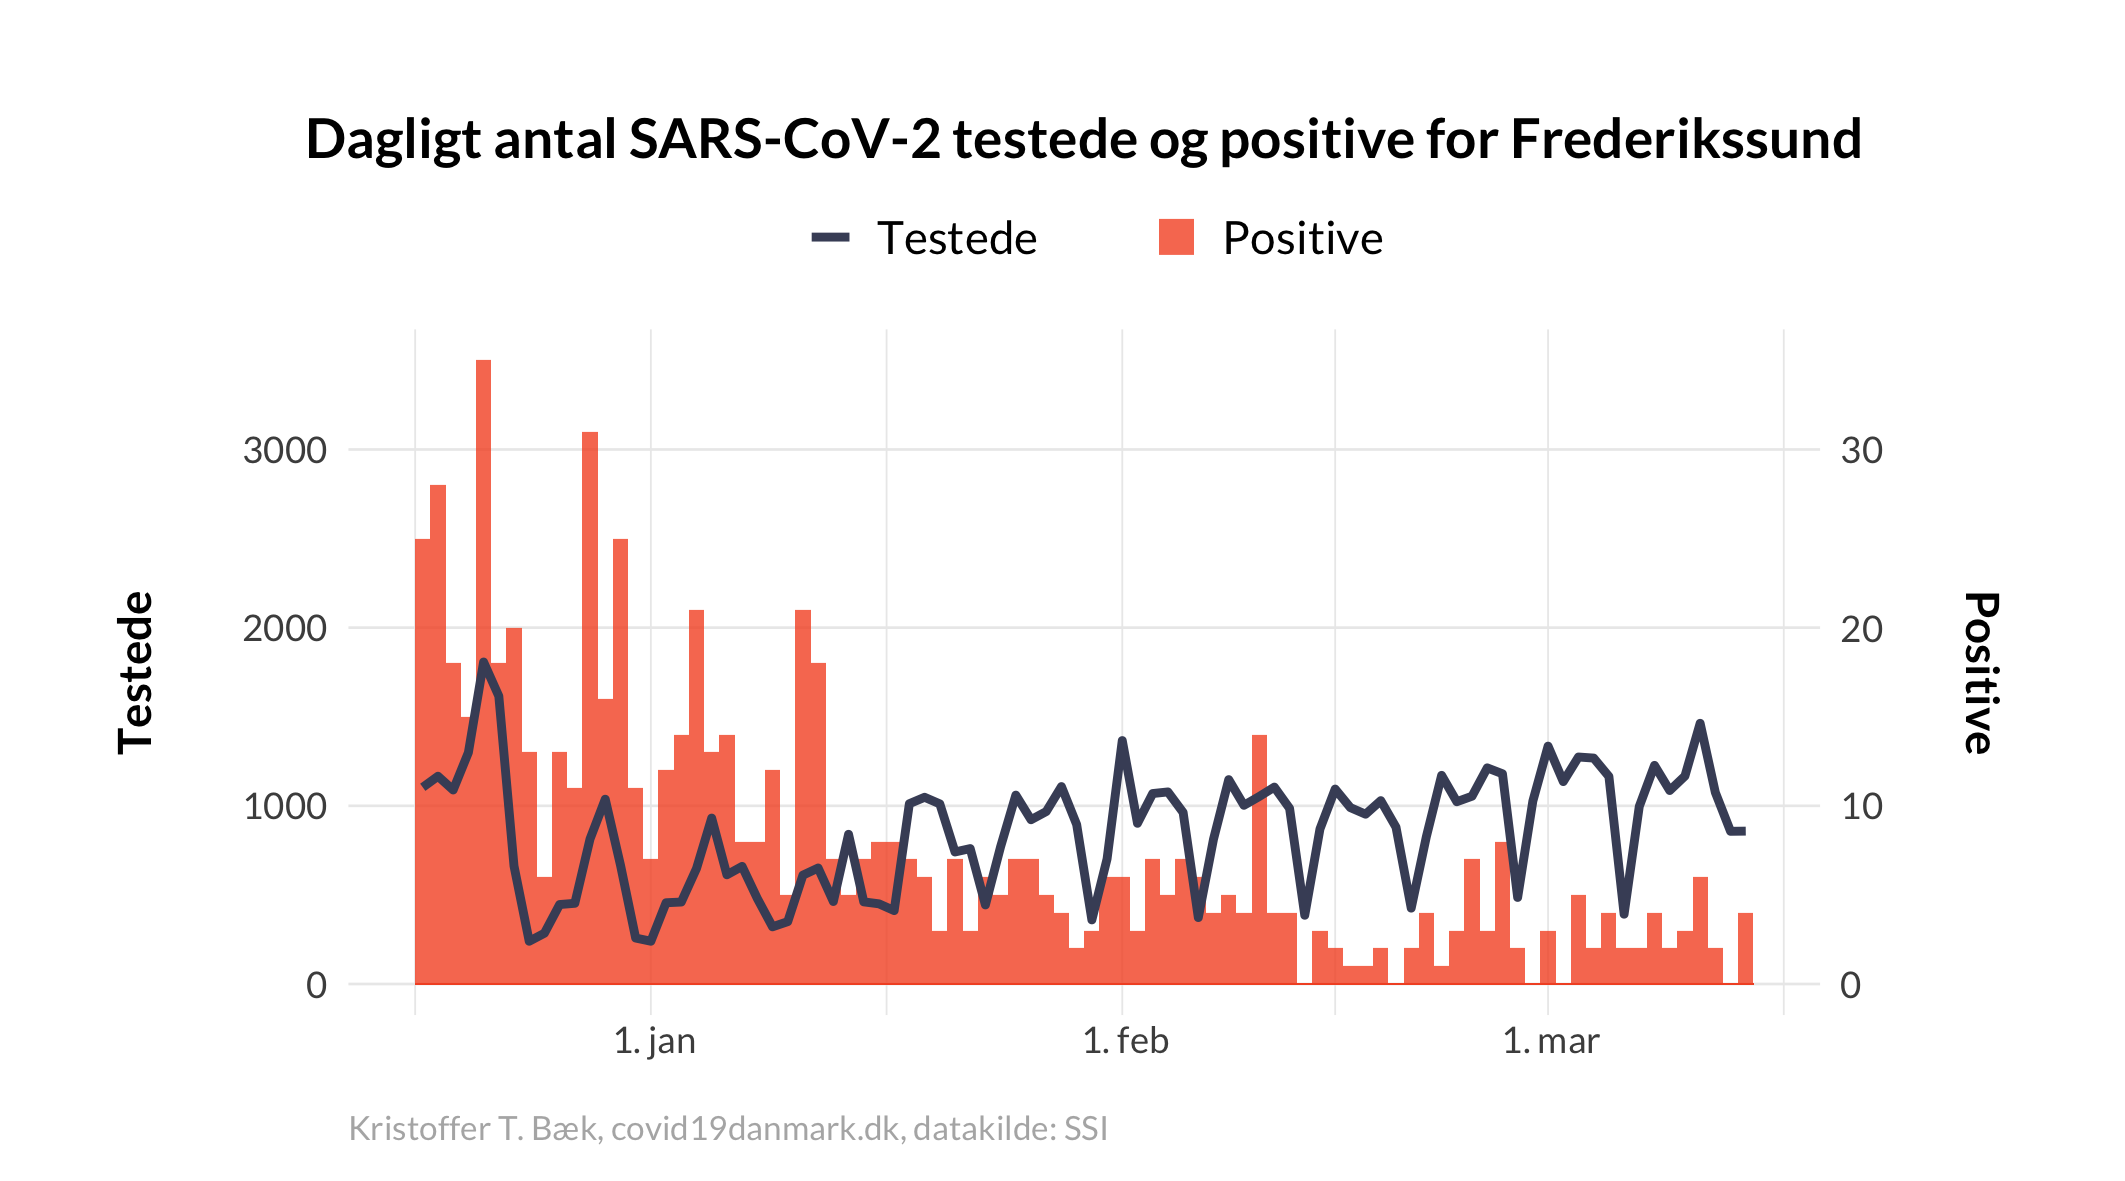 Dagligt antal SARS-CoV-2 testede og positive for Frederikssund
Testede
Positive
3000
2000
1000
0
Testede
30
20
10
0
Positive
1. jan
1. feb
1. mar
Kristoffer T. Bæk, covid19danmark.dk, datakilde: SSI